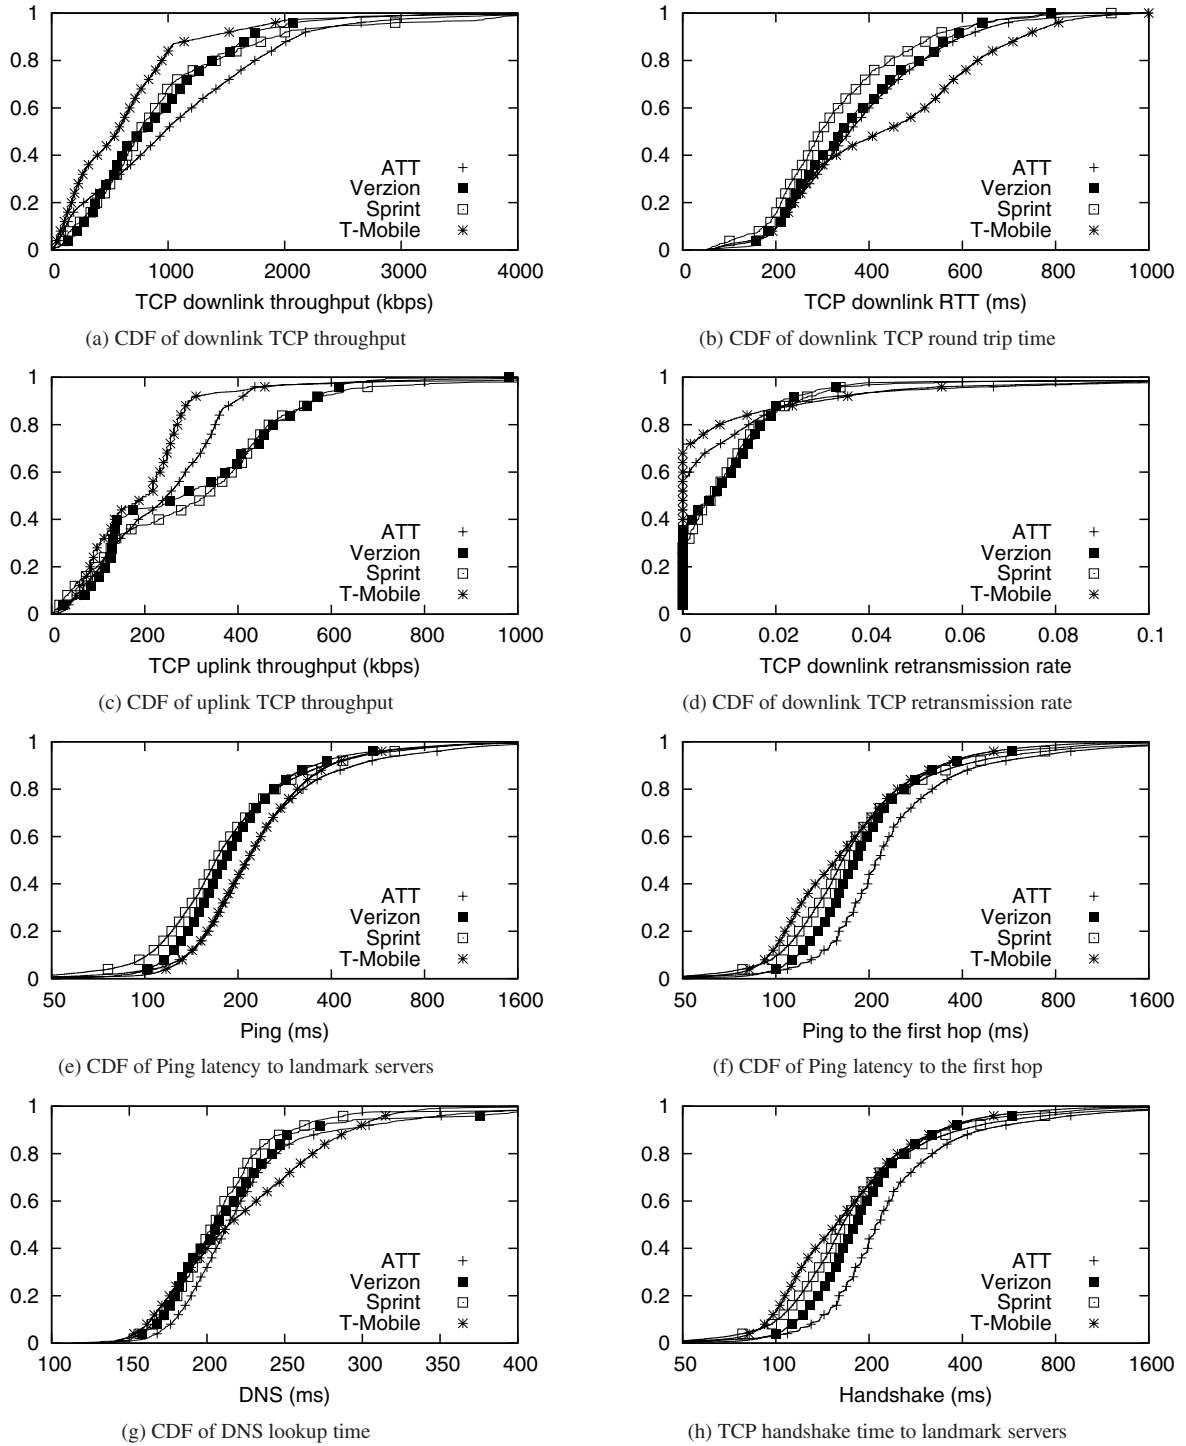 1
0.8
0.6
0.4
0.2
0
ATT
Verzion
Sprint
T-Mobile
0 1000 2000 3000 4000
TCP downlink throughput (kbps)
(a) CDF of downlink TCP throughput
1
0.8
0.6
0.4
0.2
0
ATT
Verzion
Sprint
T-Mobile
0 200 400 600 800 1000
TCP downlink RTT (ms)
(b) CDF of downlink TCP round trip time
1
0.8
0.6
0.4
0.2
0
ATT
Verzion
Sprint
T-Mobile
0 200 400 600 800 1000
TCP uplink throughput (kbps)
(c) CDF of uplink TCP throughput
1
0.8
0.6
0.4
0.2
0
ATT
Verzion
Sprint
T-Mobile
0 0.02 0.04 0.06 0.08 0.1
TCP downlink retransmission rate
(d) CDF of downlink TCP retransmission rate
1
0.8
0.6
0.4
0.2
0
ATT
Verizon
Sprint
T-Mobile
50 100 200 400 800 1600
Ping (ms)
(e) CDF of Ping latency to landmark servers
1
0.8
0.6
0.4
0.2
0
ATT
Verizon
Sprint
T-Mobile
50 100 200 400 800 1600
Ping to the first hop (ms)
(f) CDF of Ping latency to the first hop
1
0.8
0.6
0.4
0.2
0
ATT
Verizon
Sprint
T-Mobile
100 150 200 250 300 350 400
DNS (ms)
(g) CDF of DNS lookup time
1
0.8
0.6
0.4
0.2
0
ATT
Verizon
Sprint
T-Mobile
50 100 200 400 800 1600
Handshake (ms)
(h) TCP handshake time to landmark servers